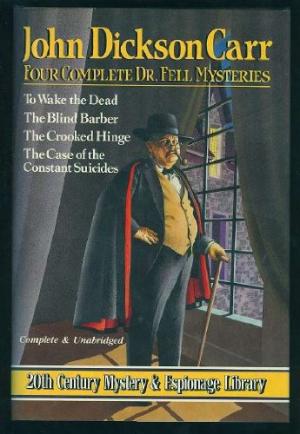 John Dickson Carr
FOUR COMPLETE DR. FELL MYSTERIES
To Wake the Dead
The Blind Barber
The Crooked Hinge
The Case of the
Constant Suicides
Complete & Unabridged
20th Century Mystery & Espionage Library